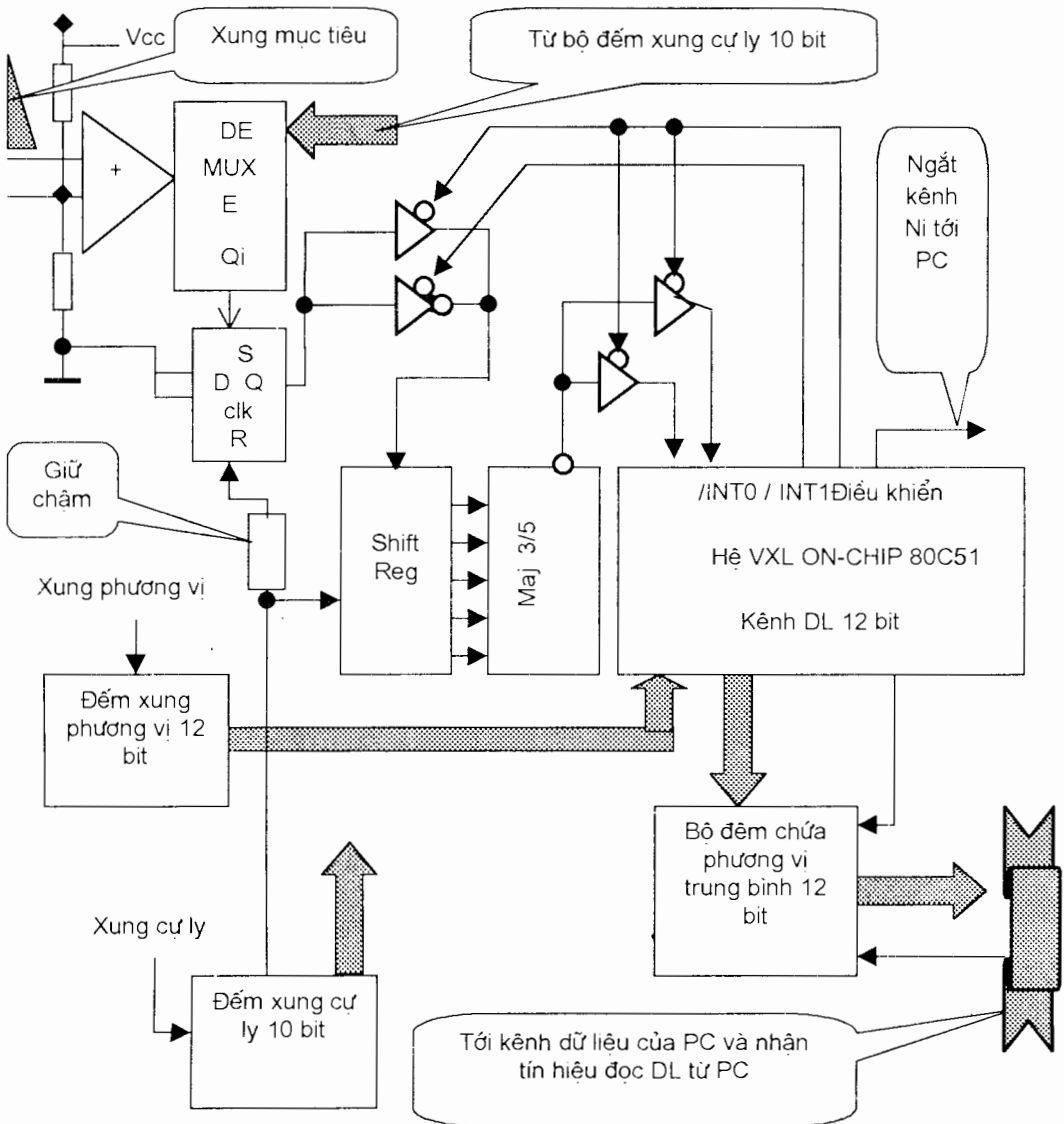 Vcc
Xung mục tiêu
Từ bộ đếm xung cự ly 10 bit
DE
MUX
E
Qi
+
Ngắt
kênh
Ni tới
PC
S
D Q
clk
R
Giữ
chậm
Shift
Reg
Maj 3/5
/INT0 / INT1Điều khiển
Hệ VXL ON-CHIP 80C51
Kênh DL 12 bit
Xung phương vị
Đếm xung
phương vị 12
bit
Bộ đêm chứa
phương vị
trung bình 12
bit
Xung cự ly
Đếm xung cự
ly 10 bit
Tới kênh dữ liệu của PC và nhận
tín hiệu đọc DL từ PC